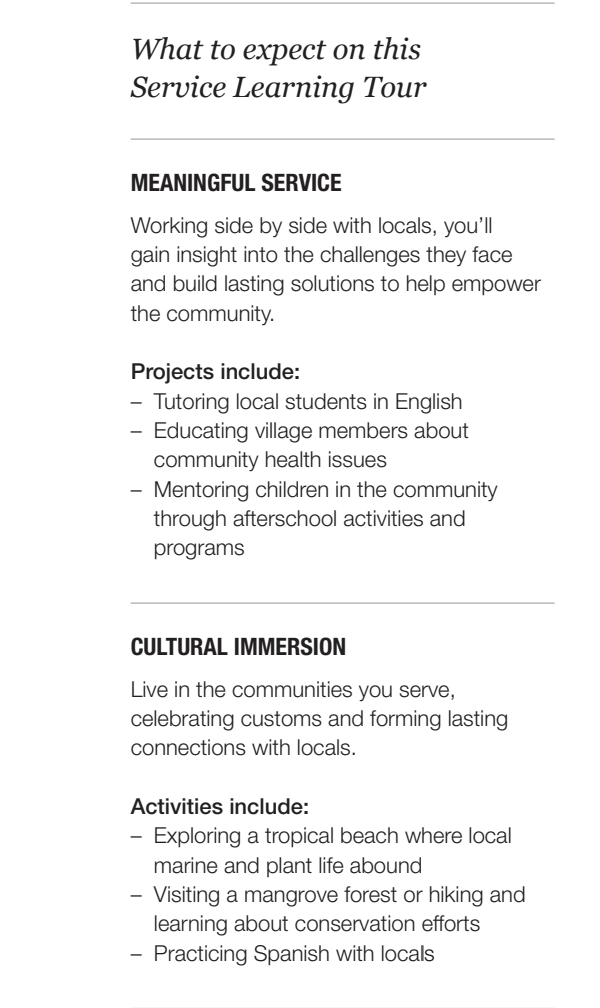 What to expect on this
Service Learning Tour
MEANINGFUL SERVICE
Working side by side with locals, you’ll
gain insight into the challenges they face
and build lasting solutions to help empower
the community.
Projects include:
– Tutoring local students in English
– Educating village members about
community health issues
– Mentoring children in the community
through afterschool activities and
programs
CULTURAL IMMERSION
Live in the communities you serve,
celebrating customs and forming lasting
connections with locals.
Activities include:
– Exploring a tropical beach where local
marine and plant life abound
– Visiting a mangrove forest or hiking and
learning about conservation efforts
– Practicing Spanish with locals